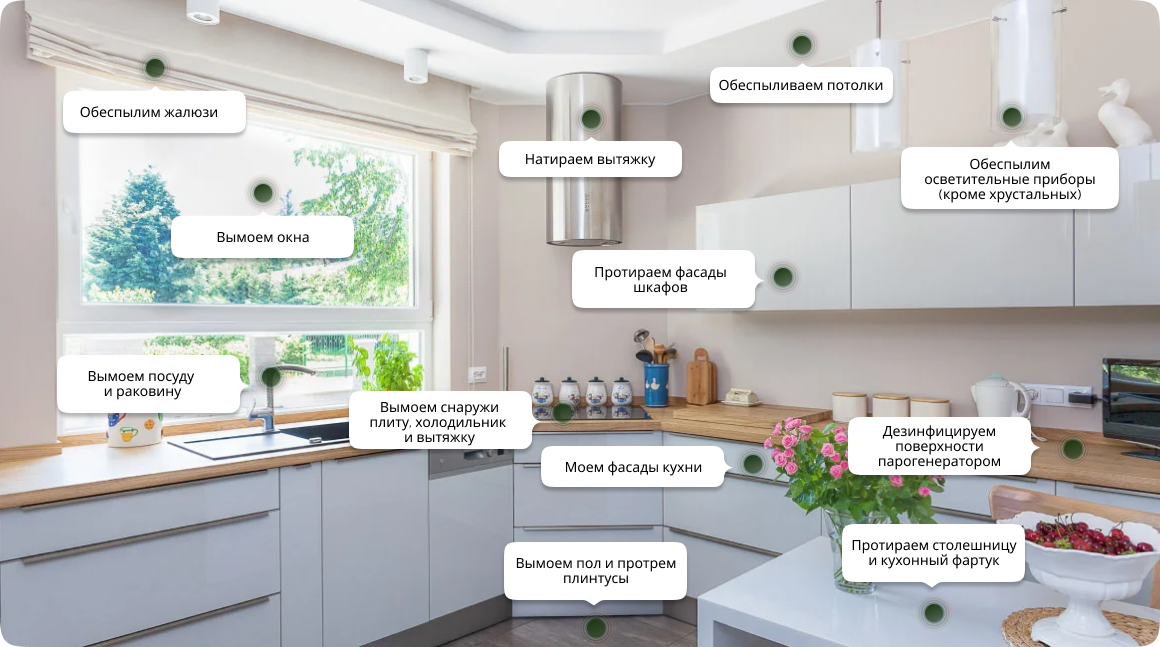 Обеспыливаем потолки
Обеспылим жалюзи
Натираем вытяжку
Обеспылим
осветительные приборы
(кроме хрустальных)
Вымоем окна
Протираем фасады
шкафов
Вымоем посуду
и раковину
Вымоем снаружи
плиту, холодильник
и вытяжку
Дезинфицируем
поверхности
парогенератором
Моем фасады кухни
Протираем столешницу
и кухонный фартук
Вымоем пол и протрем
плинтусы